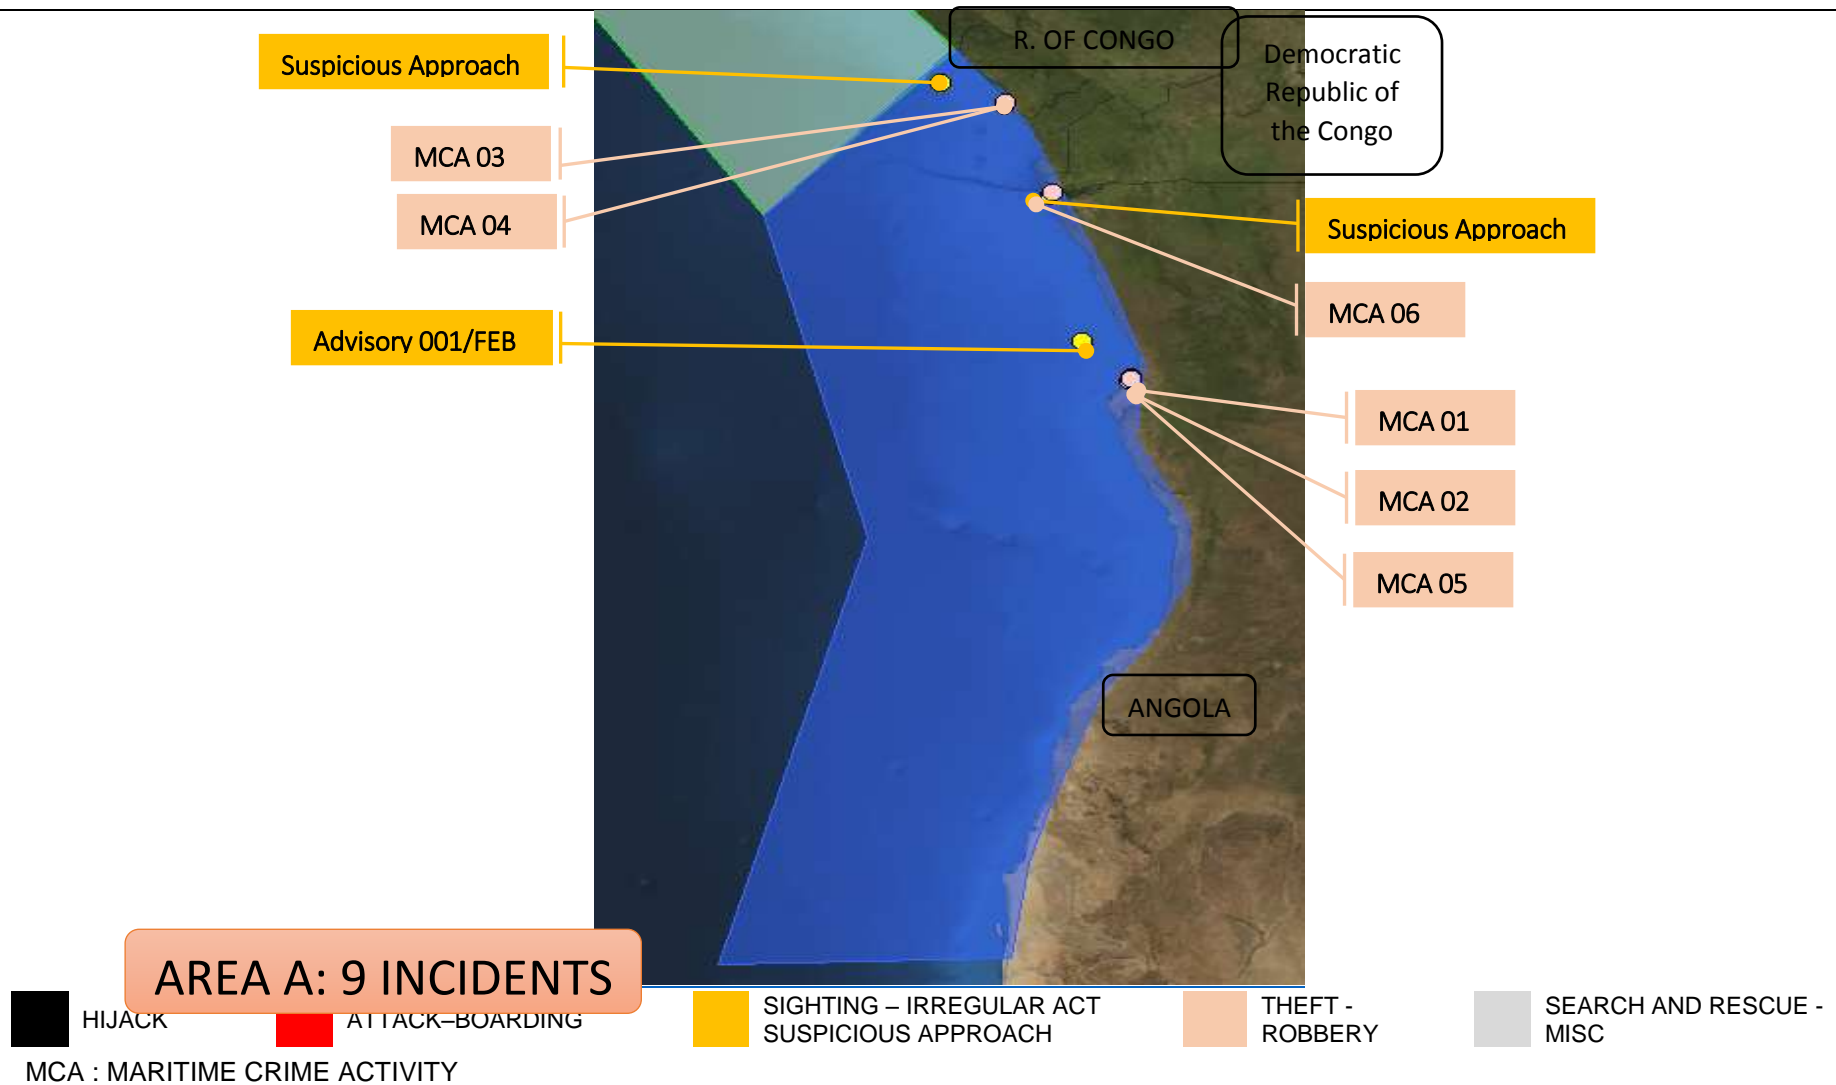 R. OF CONGO
Democratic
Republic of
the Congo
Suspicious Approach
MCA 03
MCA 04
Suspicious Approach
MCA 06
Advisory 001/FEB
MCA 01
MCA 02
MCA 05
ANGOLA
AREA A: 9 INCIDENTS
HIJACK
ATTACK–BOARDING
SIGHTING – IRREGULAR ACT
SUSPICIOUS APPROACH
THEFT -
ROBBERY
SEARCH AND RESCUE -
MISC
MCA : MARITIME CRIME ACTIVITY